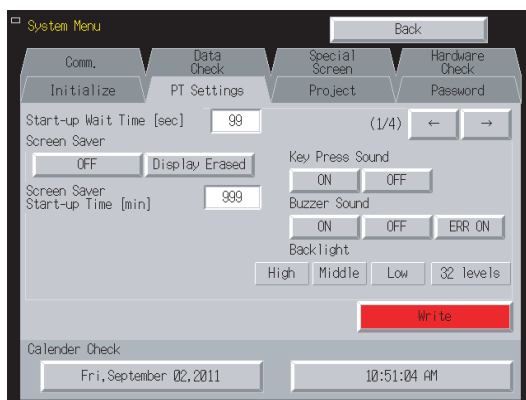 System Menu
Back
Comm.
Data
Check
Special
Screen
Hardware
Check
Initialize
PT Settings
Project
Password
Start-up Wait Time [sec] 99
(1/4) ← →
Screen Saver
OFF Display Erased
Key Press Sound
ON OFF
Screen Saver
Start-up Time [min] 999
Buzzer Sound
ON OFF ERR ON
Backlight
High Middle Low 32 levels
Write
Calender Check
Fri,September 02,2011
10:51:04 AM